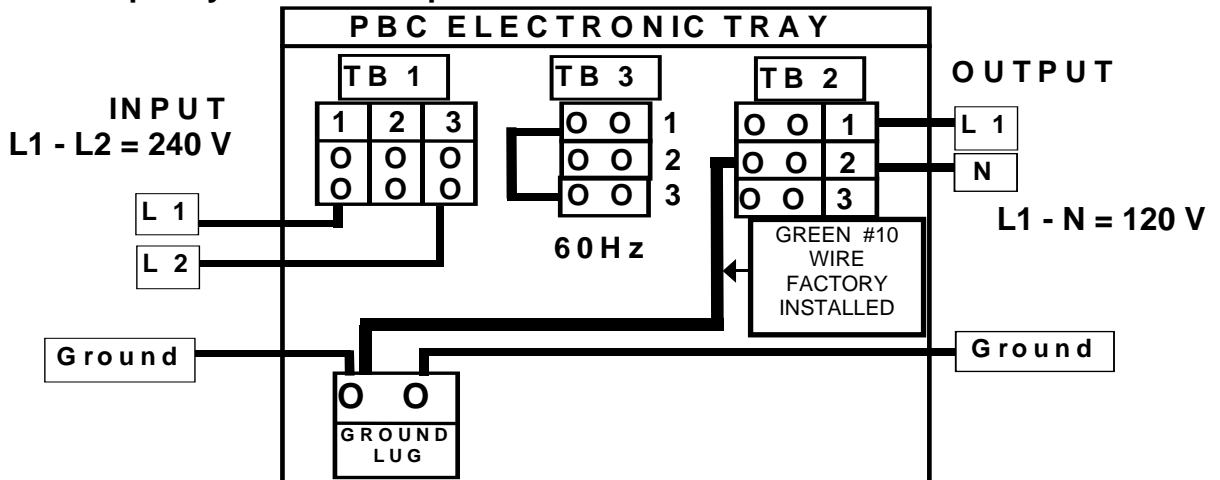 PBC ELECTRONIC TRAY
TB 1
TB 3
TB 2
OUTPUT
INPUT
L1 - L2 = 240 V
1 2 3
O O O
O O O
O O 1
O O 2
O O 3
O O 1
O O 2
O O 3
L 1
N
L1 - N = 120 V
L 1
L 2
60Hz
GREEN #10
WIRE
FACTORY
INSTALLED
Ground
Ground
O O
GROUND
LUG